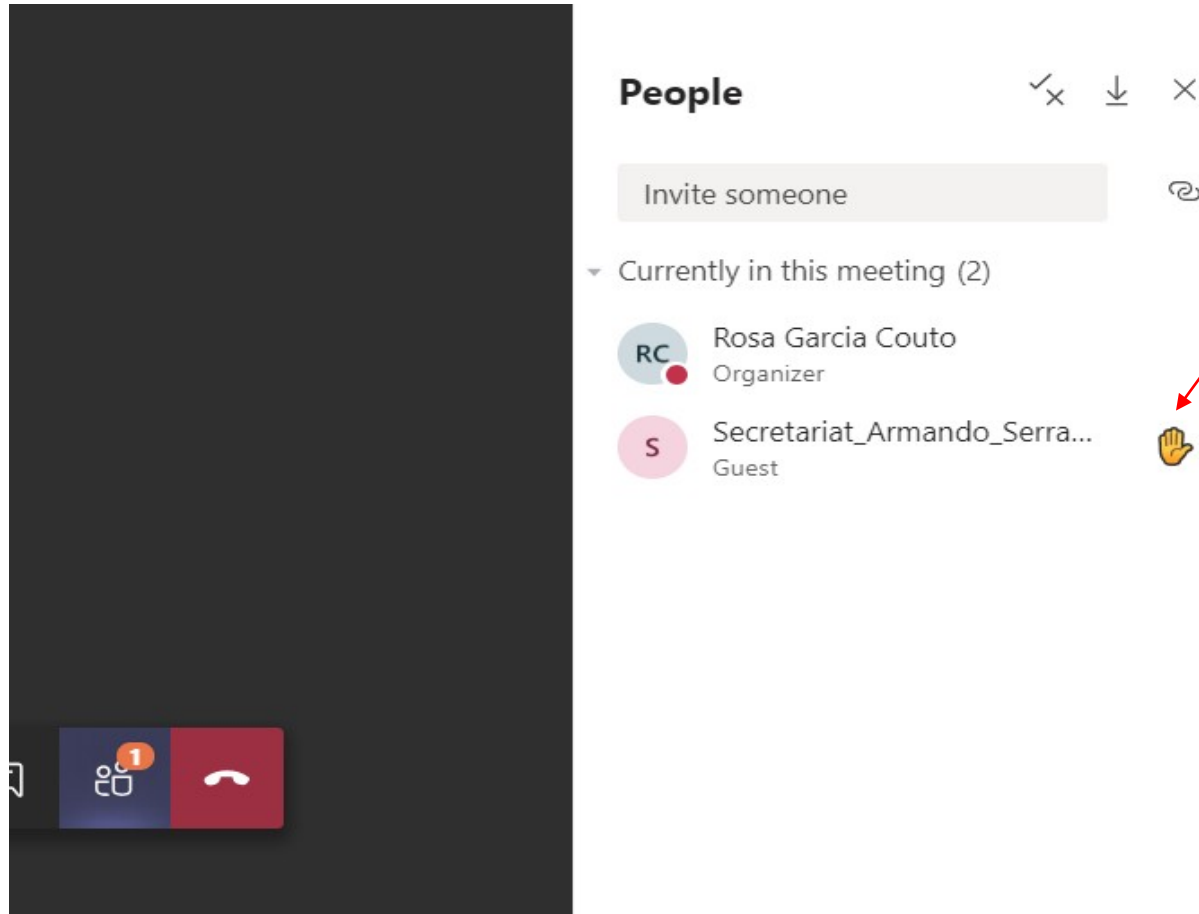 People
Invite someone
Currently in this meeting (2)
RC
Rosa Garcia Couto
Organizer
S
Secretariat_Armando_Serra...
Guest
1